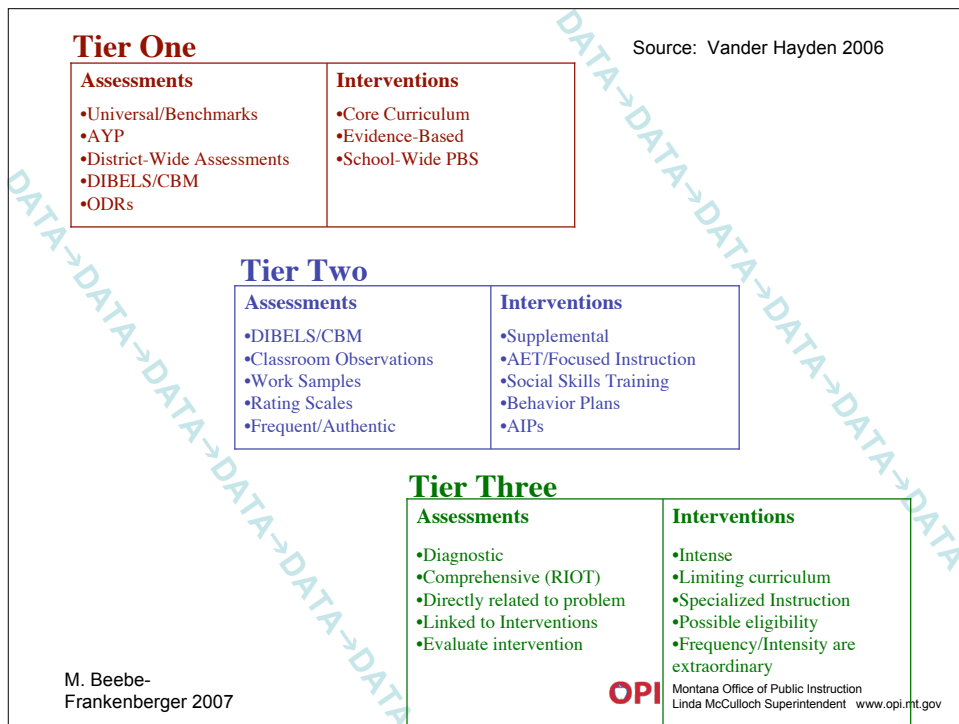 Tier One
Source:  Vander Hayden 2006
Assessments
•Universal/Benchmarks
•AYP
•District-Wide Assessments
•DIBELS/CBM
•ODRs
Interventions
•Core Curriculum
•Evidence-Based
•School-Wide PBS
Tier Two
Assessments
•DIBELS/CBM
•Classroom Observations
•Work Samples
•Rating Scales
•Frequent/Authentic
Interventions
•Supplemental
•AET/Focused Instruction
•Social Skills Training
•Behavior Plans
•AIPs
Tier Three
Assessments
•Diagnostic
•Comprehensive (RIOT)
•Directly related to problem
•Linked to Interventions
•Evaluate intervention
Interventions
•Intense
•Limiting curriculum
•Specialized Instruction
•Possible eligibility
•Frequency/Intensity are
extraordinary
DATA→DATA→DATA→DATA→DATA→DATA
DATA→DATA→DATA→DATA→DATA→DATA
M. Beebe-
Frankenberger 2007
OPI
Montana Office of Public Instruction
Linda McCulloch Superintendent www.opi.mt.gov